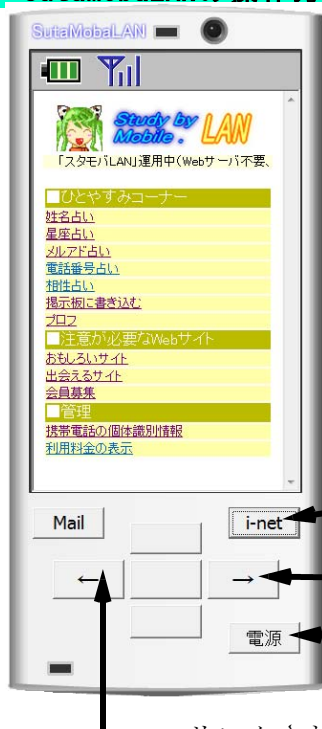 SutaMobaLAN
Study by
Mobile . LAN
「スタモバLAN」運用中(Webサーバ不要、
■ひとやすみコーナー
姓名占い
星座占い
メルアド占い
電話番号占い
相性占い
掲示板に書き込む
プロフ
■注意が必要なWebサイト
おもしろいサイト
出会えるサイト
会員募集
■管理
携帯電話の個体識別情報
利用料金の表示
Mail
i-net
←
→
電源